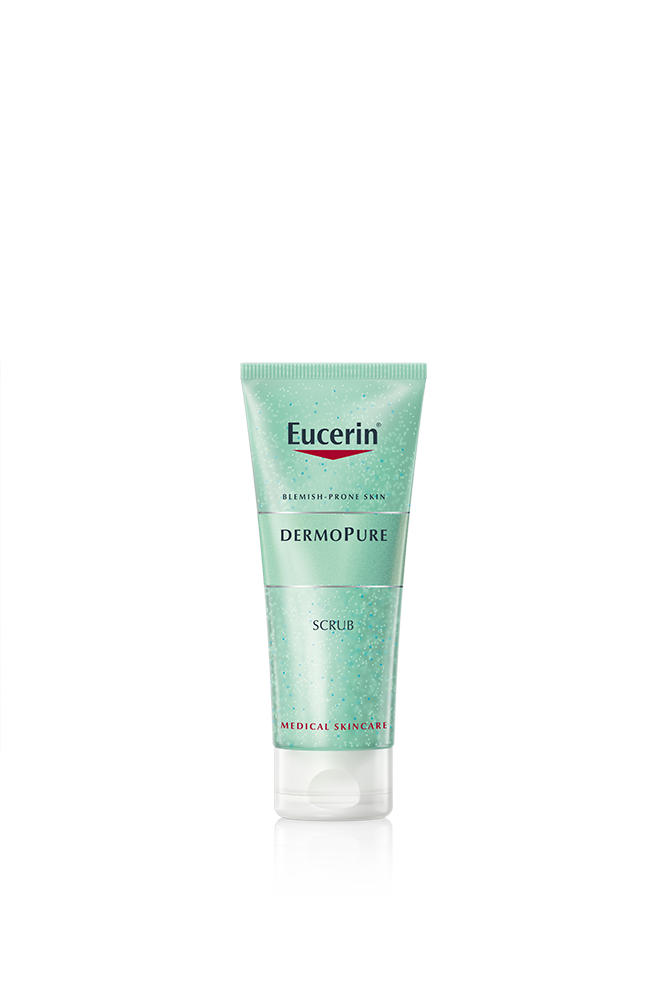 Eucerin®
BLEMISH-PRONE SKIN
DERMOPURE
SCRUB
MEDICAL SKINCARE